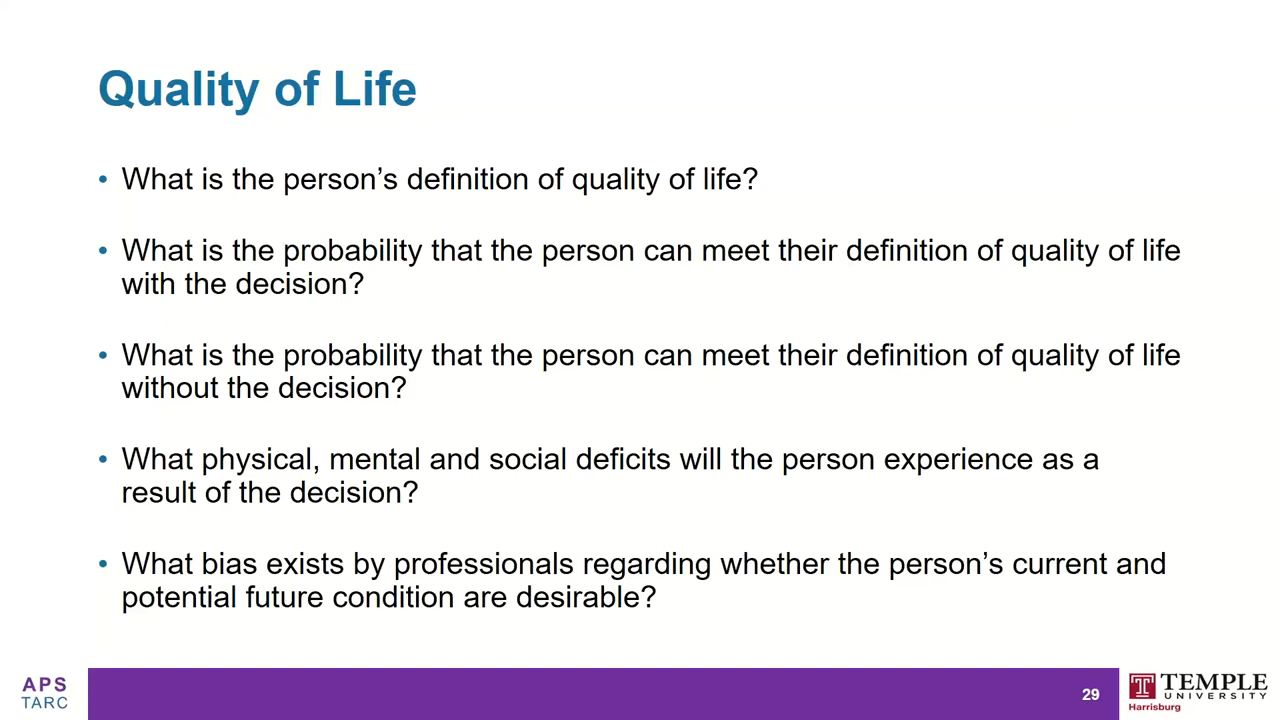 Quality of Life
• What is the person’s definition of quality of life?
• What is the probability that the person can meet their definition of quality of life
with the decision?
• What is the probability that the person can meet their definition of quality of life
without the decision?
• What physical, mental and social deficits will the person experience as a
result of the decision?
• What bias exists by professionals regarding whether the person’s current and
potential future condition are desirable?
APS
TARC
29
TEMPLE
UNIVERSITY
Harrisburg